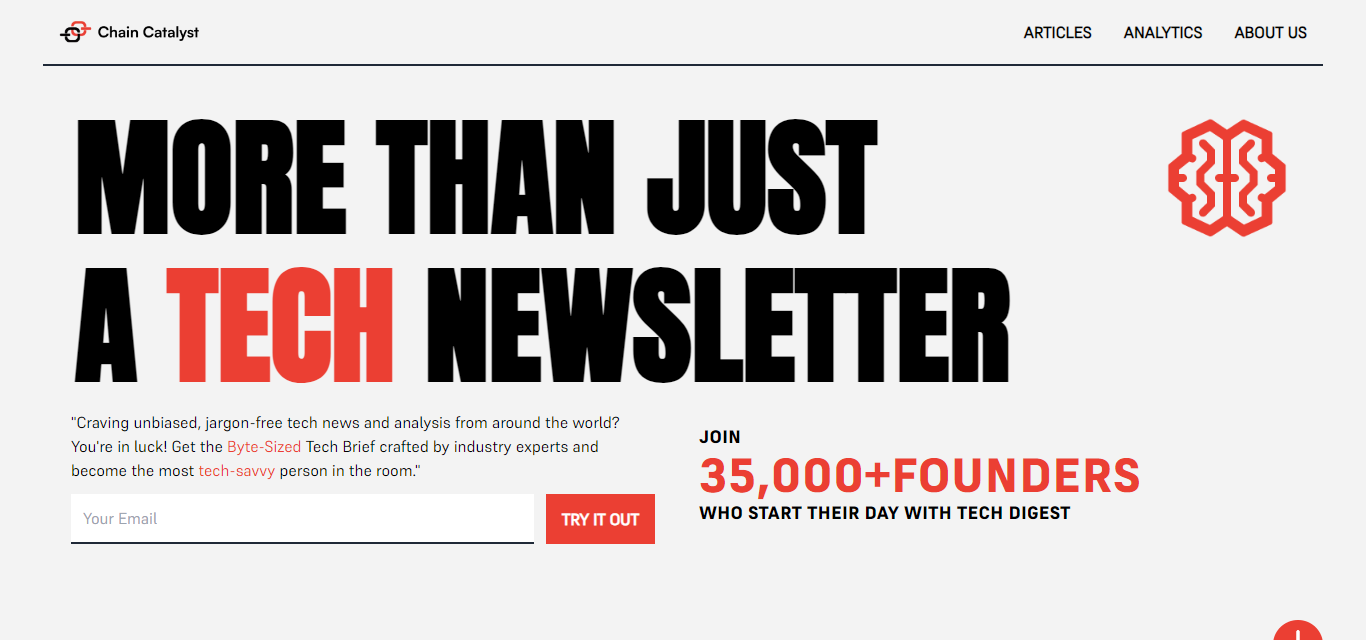 Chain Catalyst
ARTICLES
ANALYTICS
ABOUT US
MORE THAN JUST
A TECH NEWSLETTER
"Craving unbiased, jargon-free tech news and analysis from around the world?
You're in luck! Get the Byte-Sized Tech Brief crafted by industry experts and
become the most tech-savvy person in the room."
Your Email
TRY IT OUT
JOIN
35,000+FOUNDERS
WHO START THEIR DAY WITH TECH DIGEST